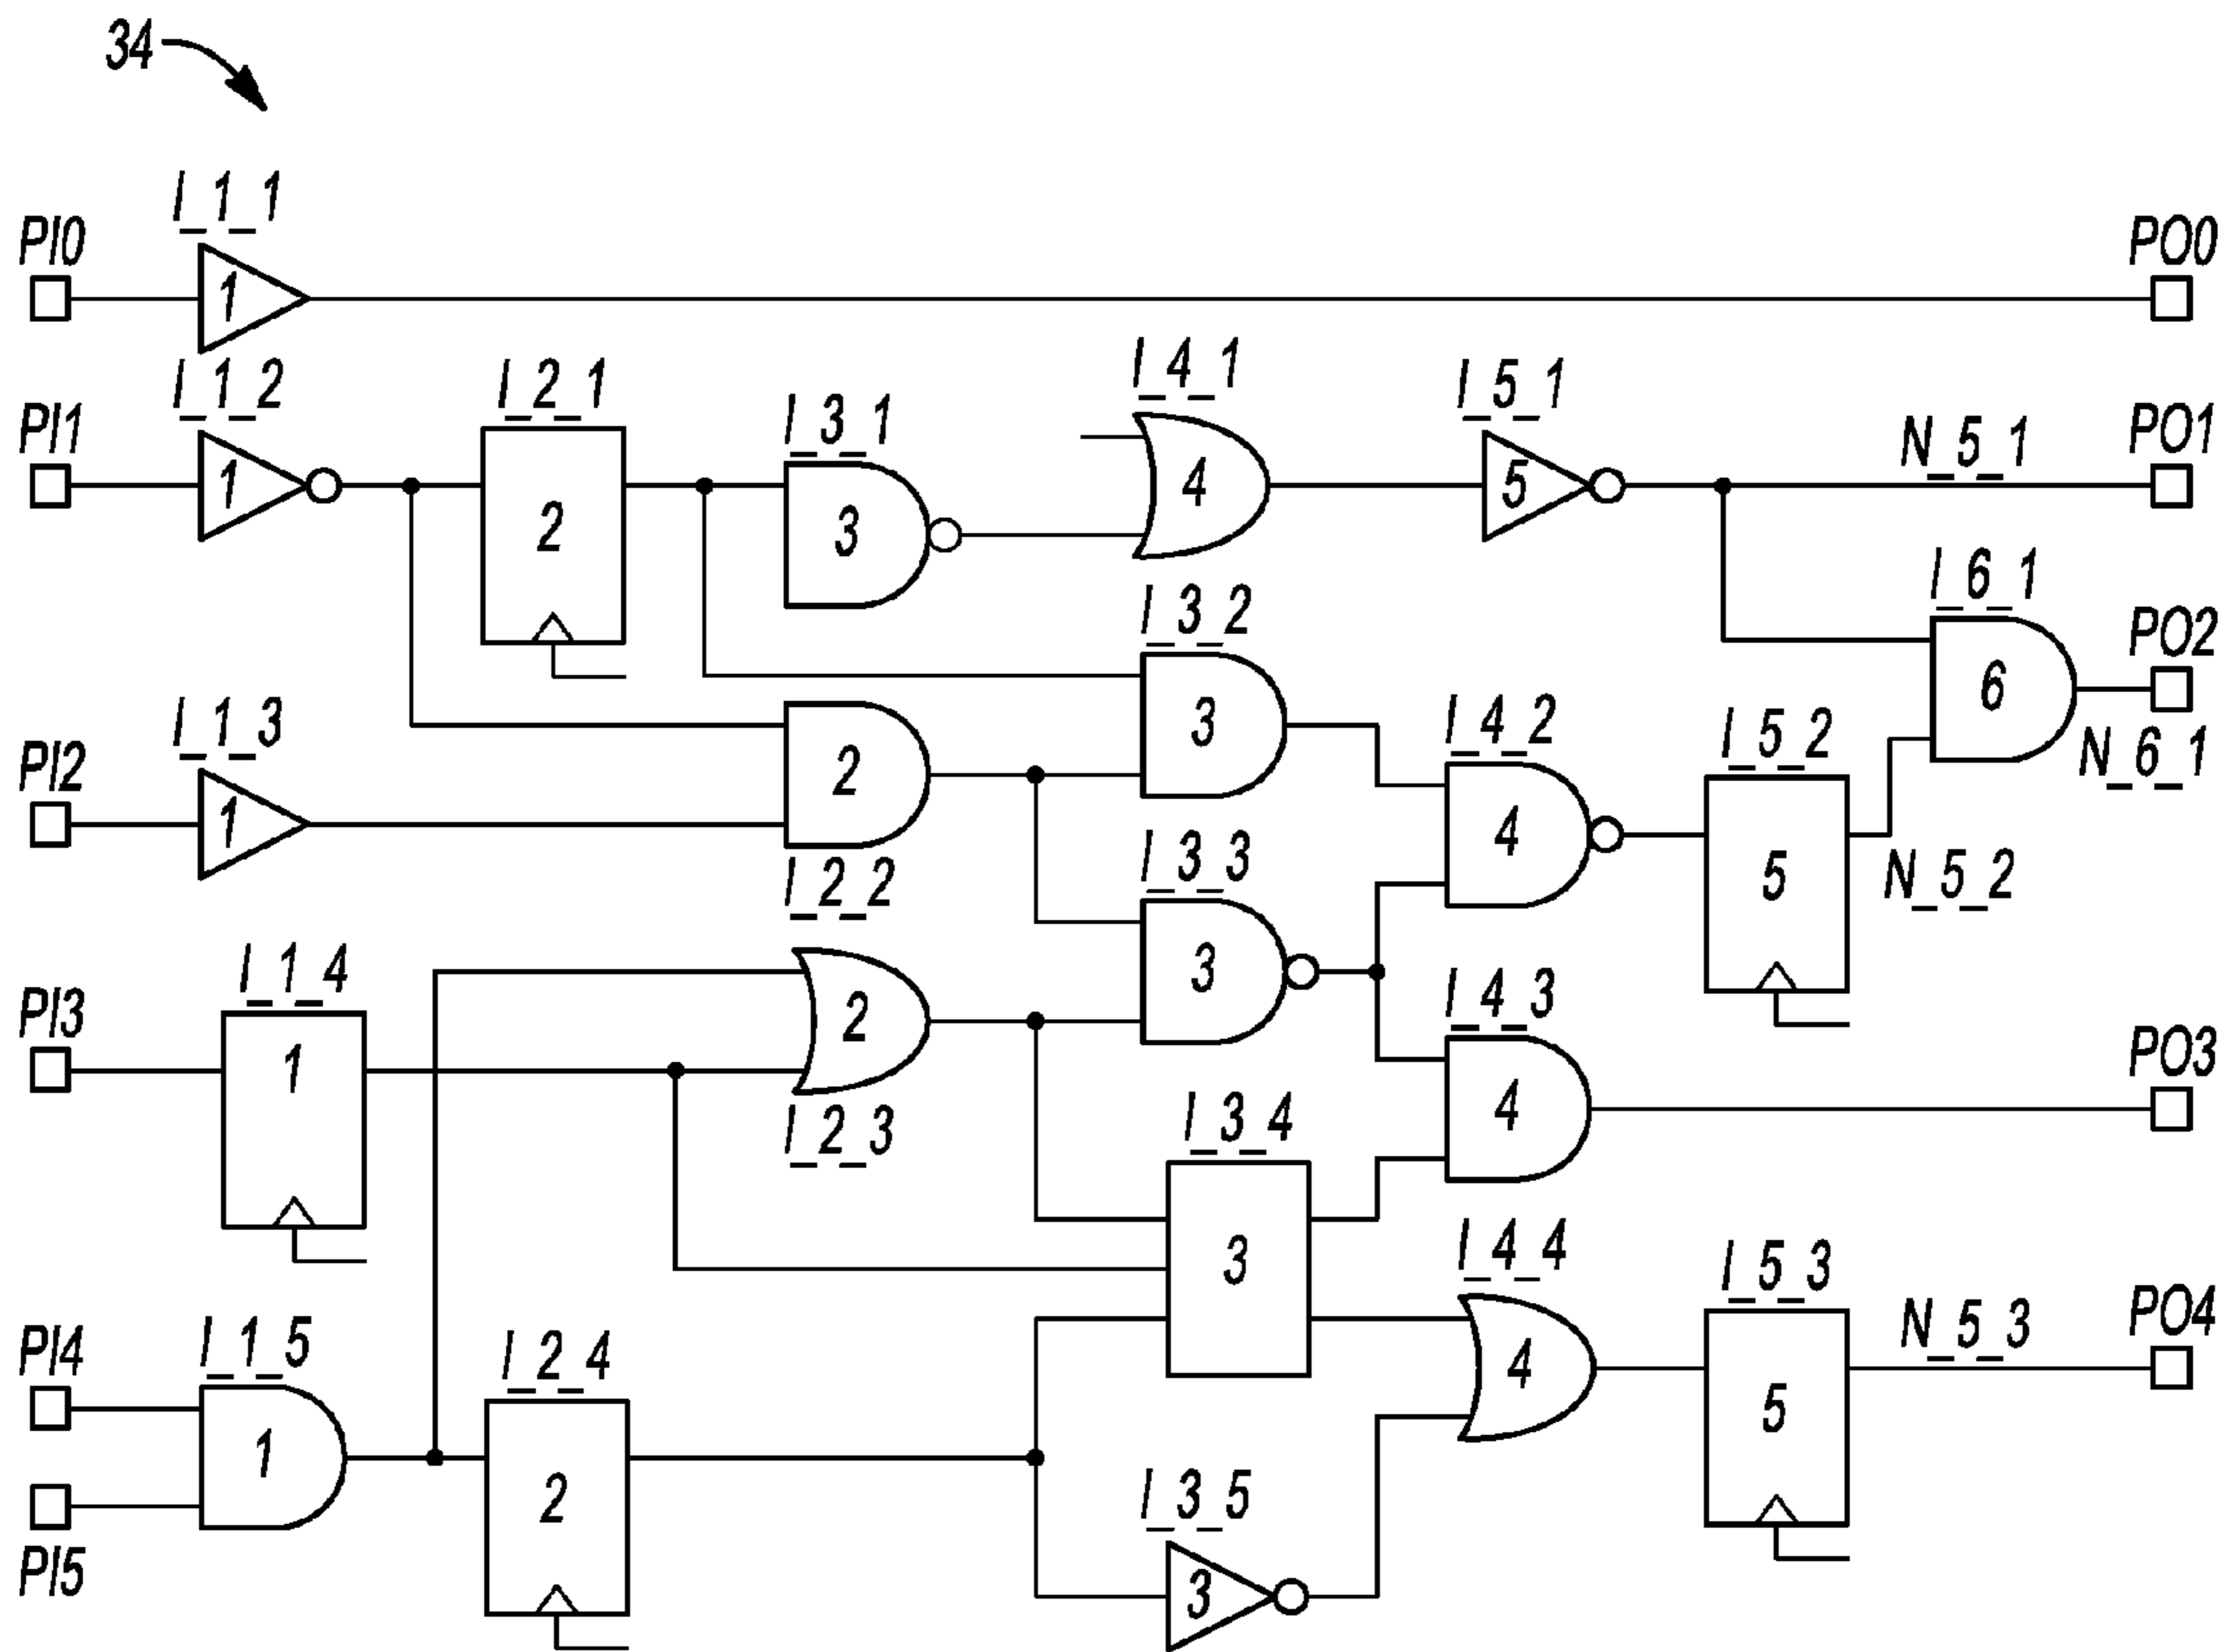 34
I_1_1
PI0
1
PO0
I_1_2
PI1
1
I_2_1
2
I_3_1
3
I_4_1
4
I_5_1
5
N_5_1
PO1
I_3_2
3
I_6_1
6
PO2
N_6_1
I_1_3
PI2
1
2
I_2_2
I_4_2
4
I_5_2
5
N_5_2
I_3_3
3
I_1_4
PI3
1
2
I_2_3
I_4_3
4
PO3
I_3_4
3
I_4_4
4
I_5_3
5
N_5_3
PO4
PI4
I_1_5
1
PI5
I_2_4
2
I_3_5
3